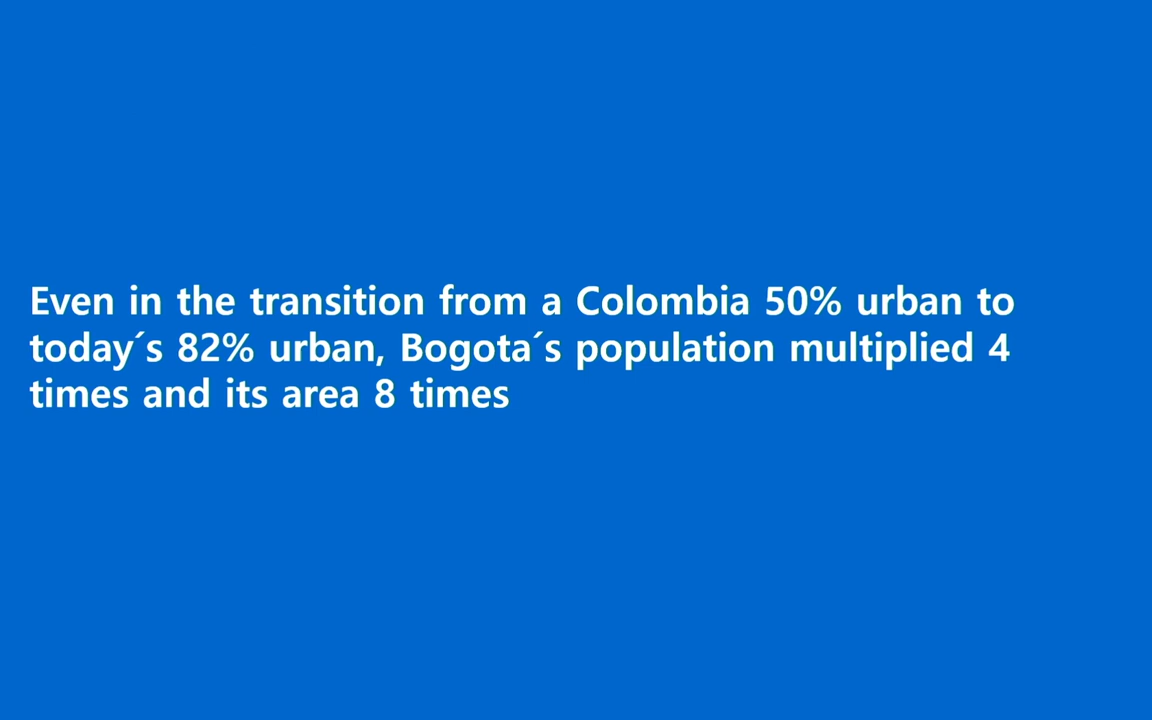 Even in the transition from a Colombia 50% urban to
today´s 82% urban, Bogota´s population multiplied 4
times and its area 8 times